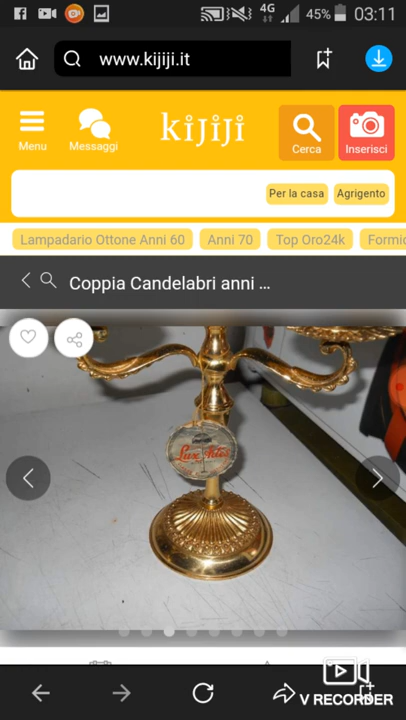 4G 45% 03:11
www.kijiji.it
Menu
Messaggi
kijiji
Cerca
Inserisci
Per la casa
Agrigento
Lampadario Ottone Anni 60
Anni 70
Top Oro24k
Formic
Coppia Candelabri anni ...
V RECORDER